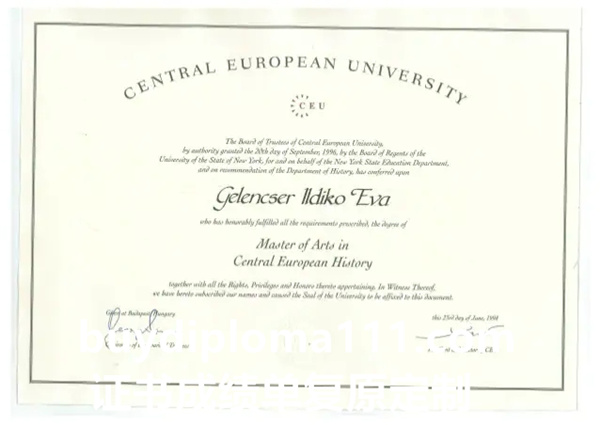 CENTRAL EUROPEAN UNIVERSITY
CEU
The Board of Trustees of Central European University,
by authority granted the 20th day of September, 1996, by the Board of Regents of the
University of the State of New York, for and on behalf of the New York State Education Department,
and on recommendation of the Department of History, has conferred upon
Gelencser Ildiko Eva
who has honorably fulfilled all the requirements prescribed, the degree of
Master of Arts in
Central European History
together with all the Rights, Privileges and Honors thereto appertaining. In Witness Thereof,
we have hereto subscribed our names and caused the Seal of the University to be affixed to this document.
Given at Budapest, Hungary
this 23rd day of June, 1998
buydiploma111.com